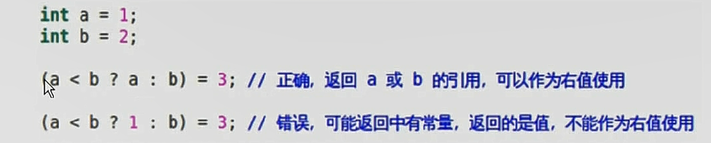 int a = 1;
int b = 2;
(a < b ? a : b) = 3; // 正确, 返回 a 或 b 的引用, 可以作为右值使用
(a < b ? 1 : b) = 3; // 错误, 可能返回中有常量, 返回的是值, 不能作为右值使用